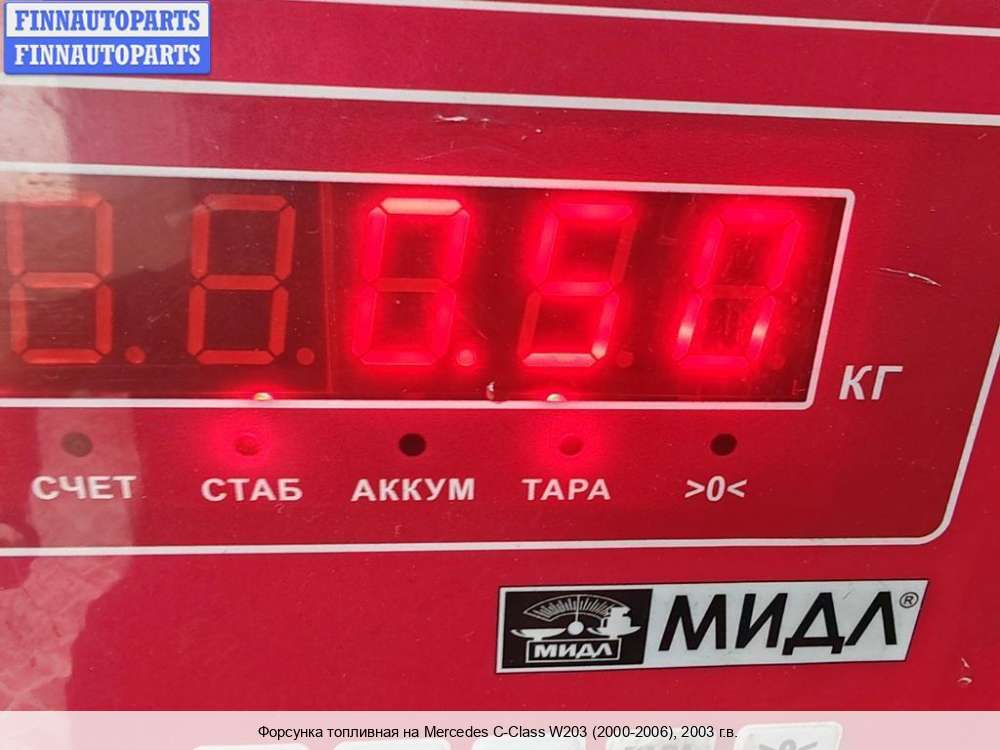 FINNAUTOPARTS
FINNAUTOPARTS
0.50
КГ
СЧЕТ СТАБ АККУМ ТАРА >0<
МИДЛ МИДЛ®
Форсунка топливная на Mercedes C-Class W203 (2000-2006), 2003 г.в.